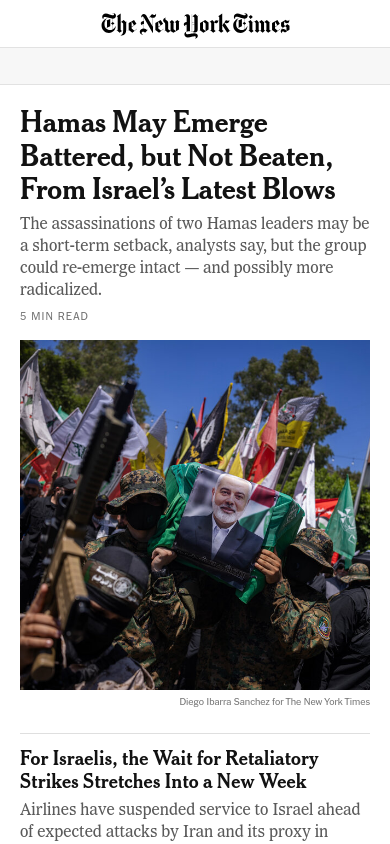 The New York Times
Hamas May Emerge
Battered, but Not Beaten,
From Israel’s Latest Blows
The assassinations of two Hamas leaders may be
a short-term setback, analysts say, but the group
could re-emerge intact — and possibly more
radicalized.
5 MIN READ
Diego Ibarra Sanchez for The New York Times
For Israelis, the Wait for Retaliatory
Strikes Stretches Into a New Week
Airlines have suspended service to Israel ahead
of expected attacks by Iran and its proxy in